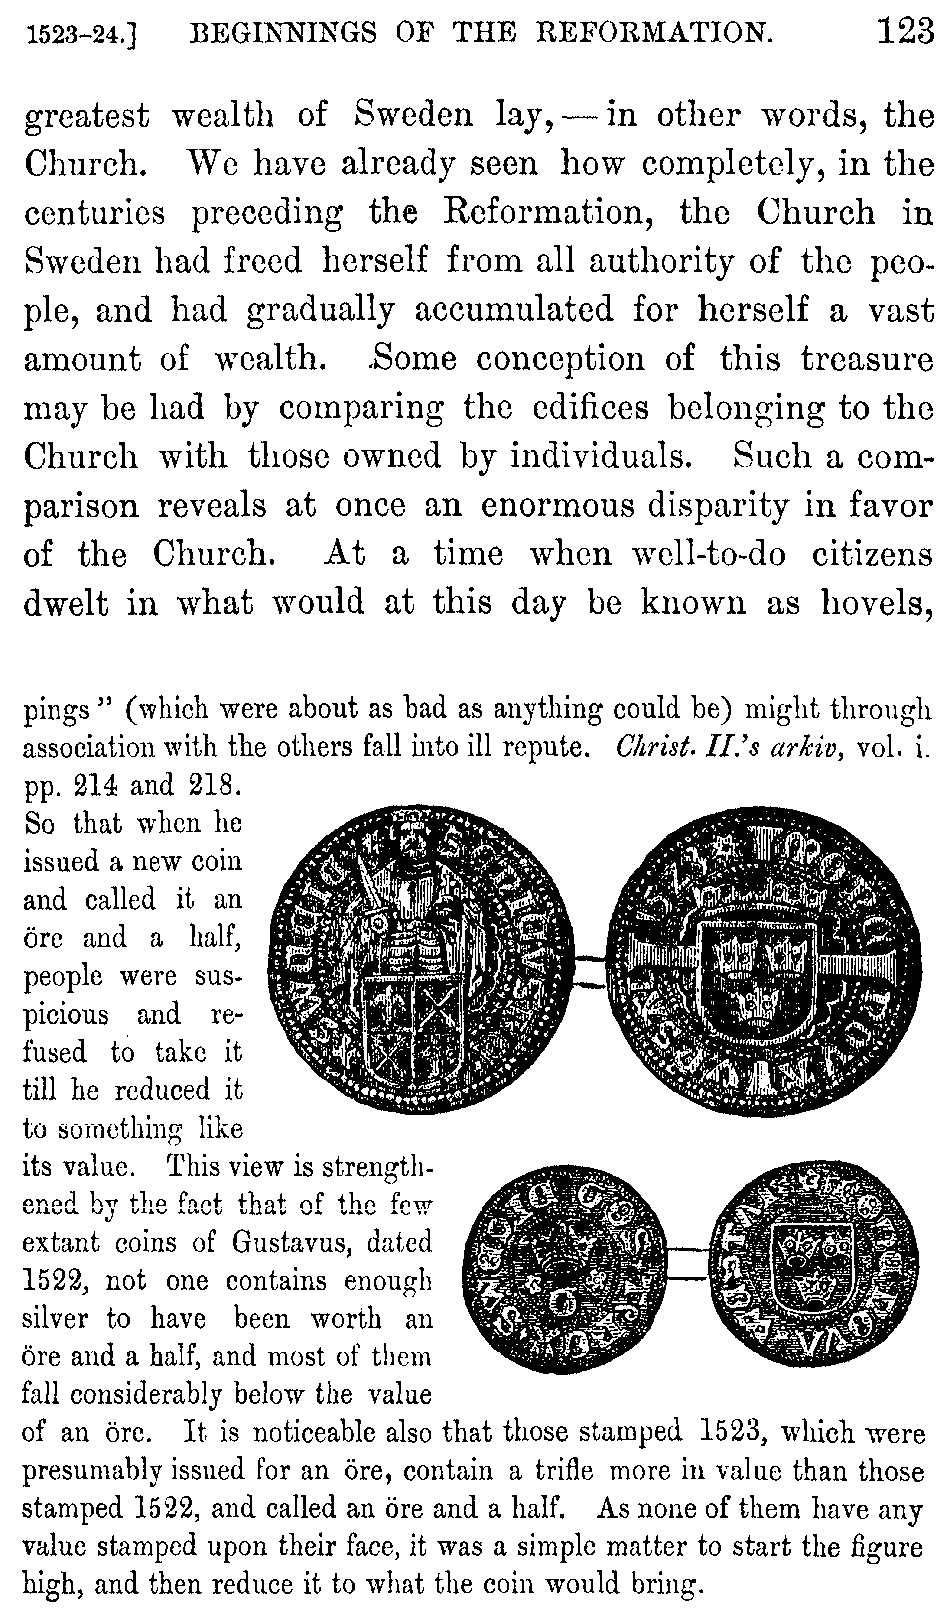 1523-24.] BEGINNINGS OF THE REFORMATION. 123
greatest wealth of Sweden lay,—in other words, the
Church. We have already seen how completely, in the
centuries preceding the Reformation, the Church in
Sweden had freed herself from all authority of the peo-
ple, and had gradually accumulated for herself a vast
amount of wealth. Some conception of this treasure
may be had by comparing the edifices belonging to the
Church with those owned by individuals. Such a com-
parison reveals at once an enormous disparity in favor
of the Church. At a time when well-to-do citizens
dwelt in what would at this day be known as hovels,
pings" (which were about as bad as anything could be) might through
association with the others fall into ill repute. Christ. II.'s arkiv, vol. i.
pp. 214 and 218.
So that when he
issued a new coin
and called it an
öre and a half,
people were sus-
picious and re-
fused to take it
till he reduced it
to something like
its value. This view is strength-
ened by the fact that of the few
extant coins of Gustavus, dated
1522, not one contains enough
silver to have been worth an
öre and a half, and most of them
fall considerably below the value
of an öre. It is noticeable also that those stamped 1523, which were
presumably issued for an öre, contain a trifle more in value than those
stamped 1522, and called an öre and a half. As none of them have any
value stamped upon their face, it was a simple matter to start the figure
high, and then reduce it to what the coin would bring.